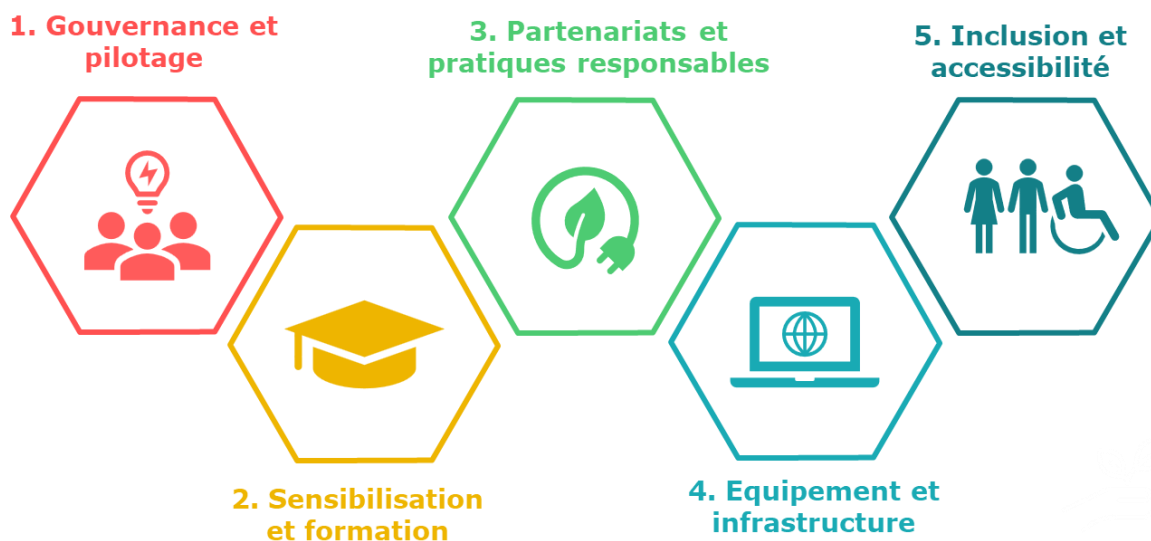 1. Gouvernance et
pilotage
2. Sensibilisation
et formation
3. Partenariats et
pratiques responsables
4. Equipement et
infrastructure
5. Inclusion et
accessibilité